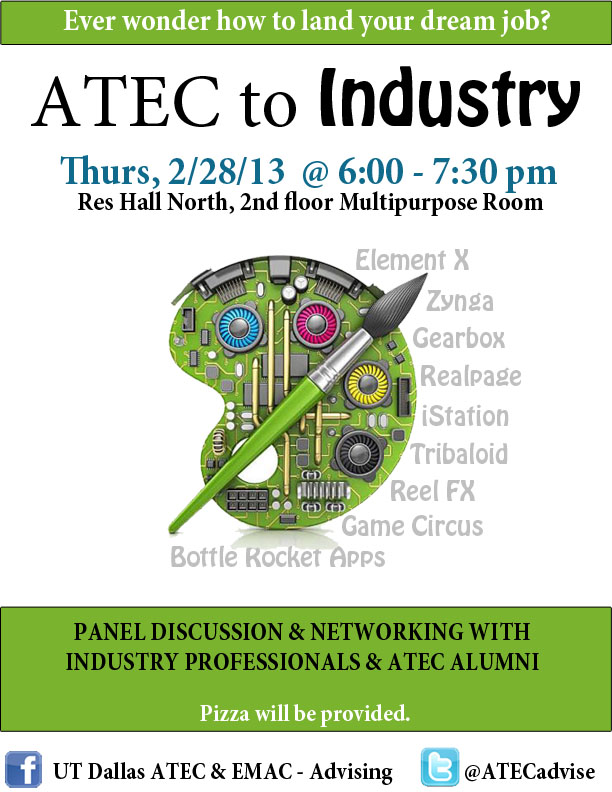 Ever wonder how to land your dream job?
ATEC to Industry
Thurs, 2/28/13 @ 6:00 - 7:30 pm
Res Hall North, 2nd floor Multipurpose Room
Element X
Zynga
Gearbox
Realpage
iStation
Tribaloid
Reel FX
Game Circus
Bottle Rocket Apps
PANEL DISCUSSION & NETWORKING WITH
INDUSTRY PROFESSIONALS & ATEC ALUMNI
Pizza will be provided.
UT Dallas ATEC & EMAC - Advising @ATECadvise